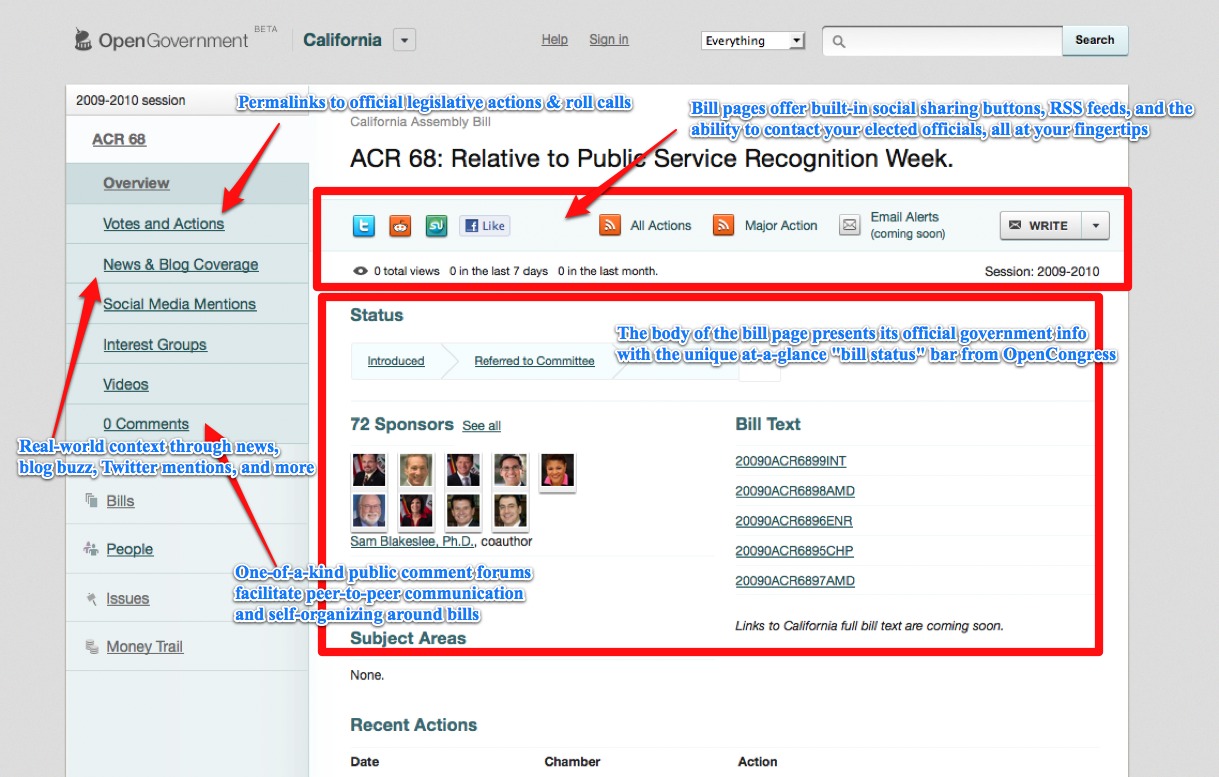 OpenGovernment BETA
California
Help
Sign in
Everything
Search
2009-2010 session
Permalinks to official legislative actions & roll calls
Bill pages offer built-in social sharing buttons, RSS feeds, and the
ability to contact your elected officials, all at your fingertips
California Assembly Bill
ACR 68
ACR 68: Relative to Public Service Recognition Week.
Overview
Votes and Actions
News & Blog Coverage
Social Media Mentions
Interest Groups
Videos
0 Comments
Like
All Actions
Major Action
Email Alerts
(coming soon)
WRITE
0 total views 0 in the last 7 days 0 in the last month.
Session: 2009-2010
Status
The body of the bill page presents its official government info
with the unique at-a-glance "bill status" bar from OpenCongress
Introduced
Referred to Committee
Real-world context through news,
blog buzz, Twitter mentions, and more
72 Sponsors See all
Sam Blakeslee, Ph.D., coauthor
Bill Text
20090ACR6899INT
20090ACR6898AMD
20090ACR6896ENR
20090ACR6895CHP
20090ACR6897AMD
Links to California full bill text are coming soon.
Bills
People
Issues
Money Trail
One-of-a-kind public comment forums
facilitate peer-to-peer communication
and self-organizing around bills
Subject Areas
None.
Recent Actions
Date
Chamber
Action